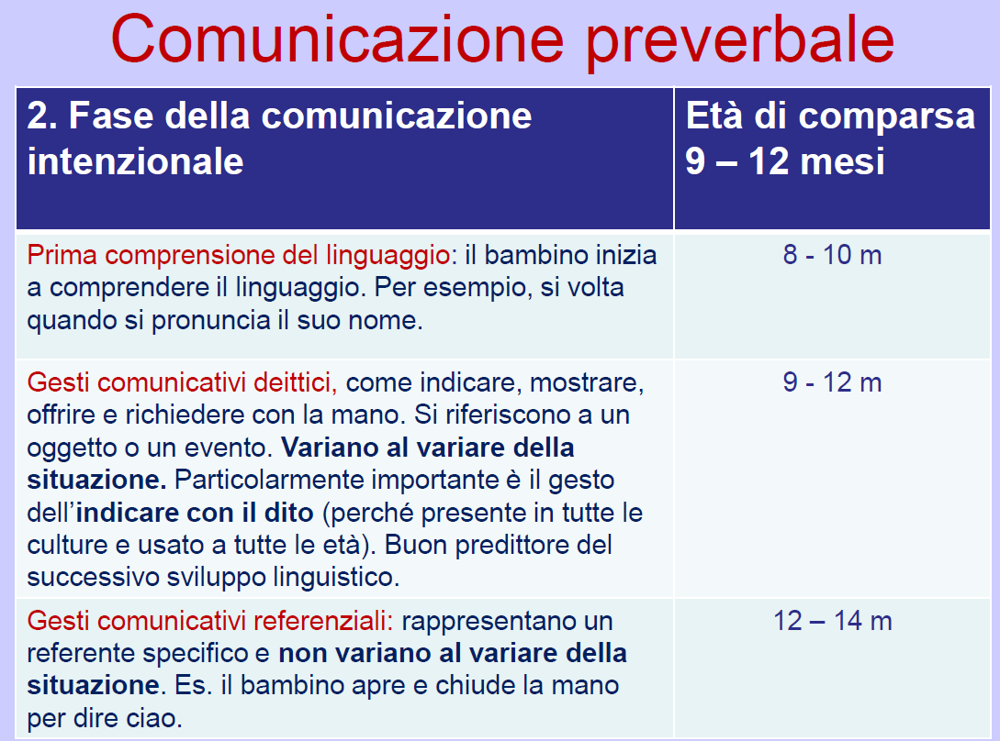 Comunicazione preverbale
2. Fase della comunicazione
intenzionale
Età di comparsa
9 – 12 mesi
Prima comprensione del linguaggio: il bambino inizia
a comprendere il linguaggio. Per esempio, si volta
quando si pronuncia il suo nome.
8 - 10 m
Gesti comunicativi deittici, come indicare, mostrare,
offrire e richiedere con la mano. Si riferiscono a un
oggetto o un evento. Variano al variare della
situazione. Particolarmente importante è il gesto
dell’indicare con il dito (perché presente in tutte le
culture e usato a tutte le età). Buon predittore del
successivo sviluppo linguistico.
9 - 12 m
Gesti comunicativi referenziali: rappresentano un
referente specifico e non variano al variare della
situazione. Es. il bambino apre e chiude la mano
per dire ciao.
12 – 14 m